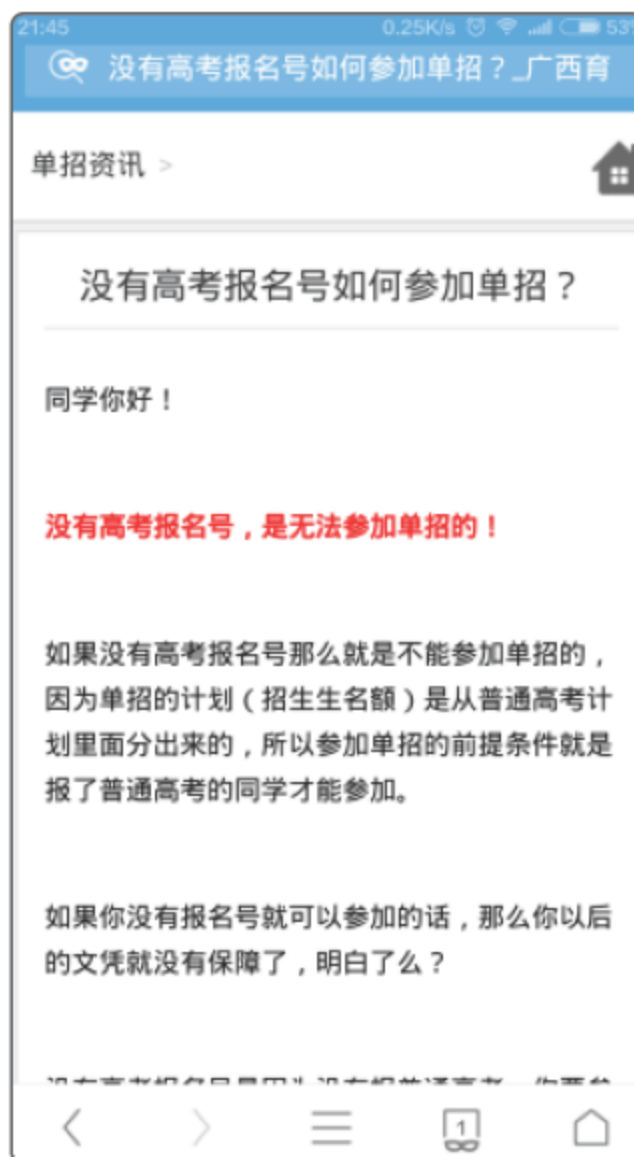 21:45 0.25K/s 53
没有高考报名号如何参加单招？_广西育
单招资讯 >
没有高考报名号如何参加单招？
同学你好！
没有高考报名号，是无法参加单招的！
如果没有高考报名号那么就是不能参加单招的，
因为单招的计划（招生生名额）是从普通高考计
划里面分出来的，所以参加单招的前提条件就是
报了普通高考的同学才能参加。
如果你没有报名号就可以参加的话，那么你以后
的文凭就没有保障了，明白了么？
1